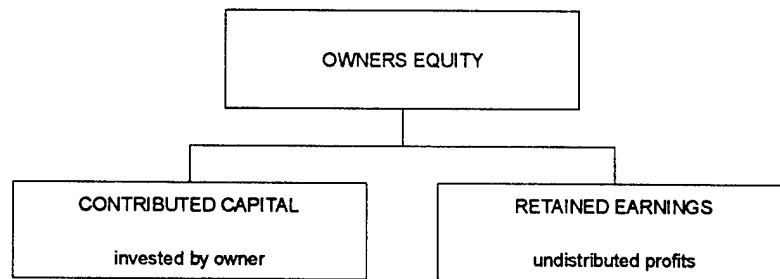 OWNERS EQUITY
CONTRIBUTED CAPITAL
invested by owner
RETAINED EARNINGS
undistributed profits